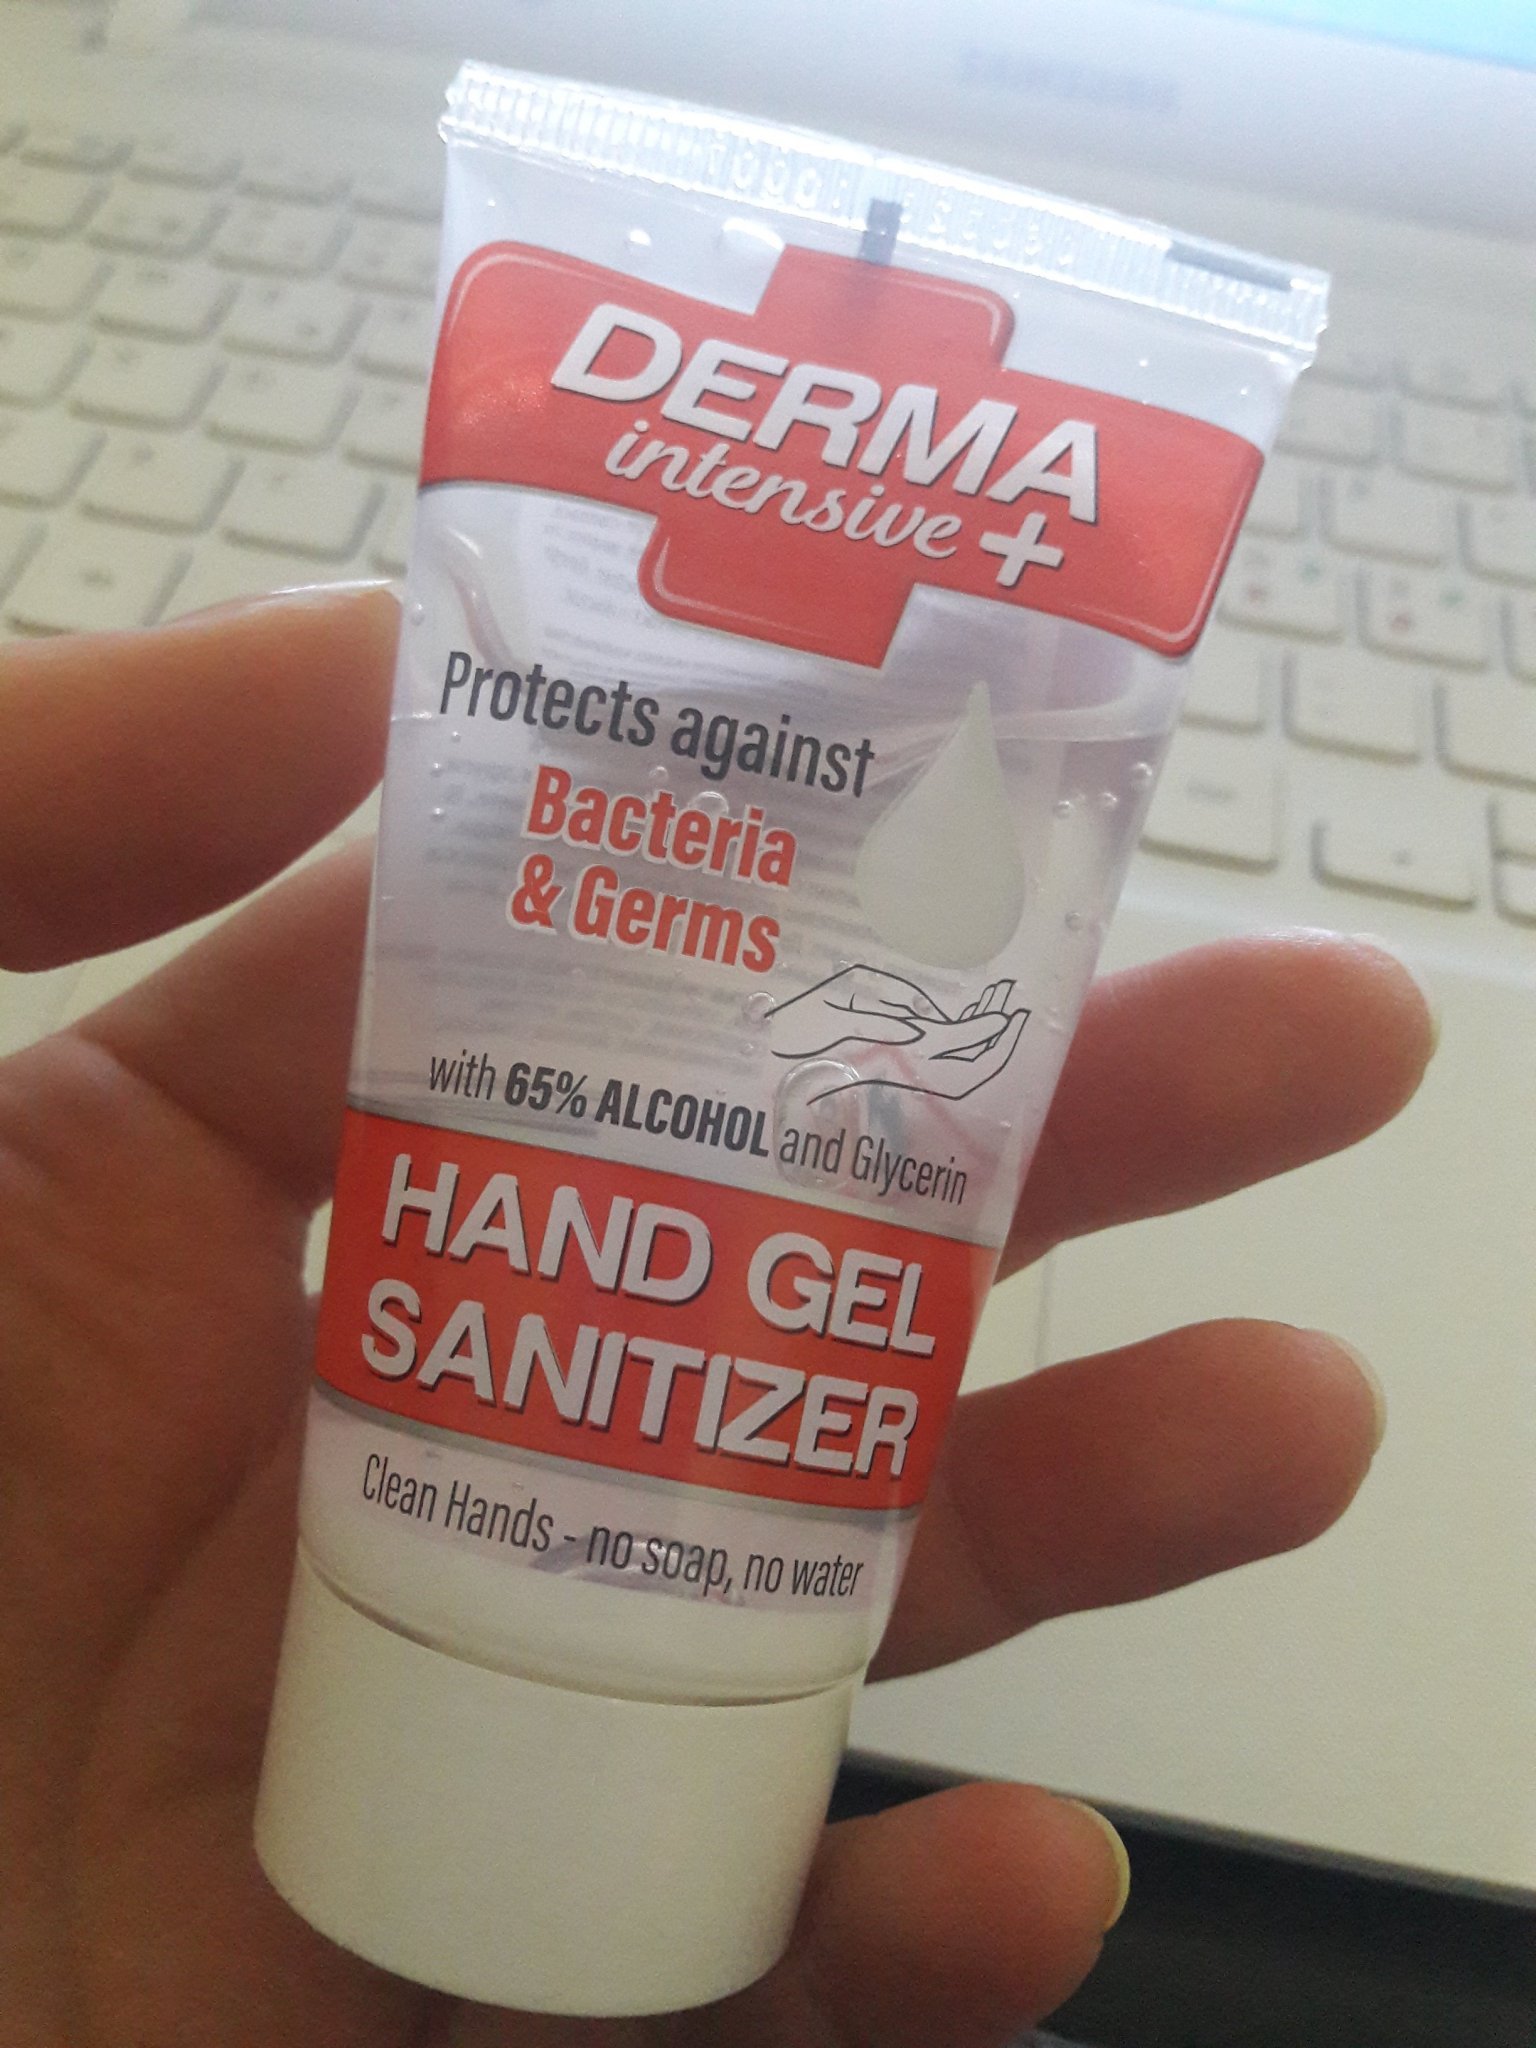 DERMA
intensive +
Protects against
Bacteria
& Germs
with 65% ALCOHOL and Glycerin
HAND GEL
SANITIZER
Clean Hands - no soap, no water